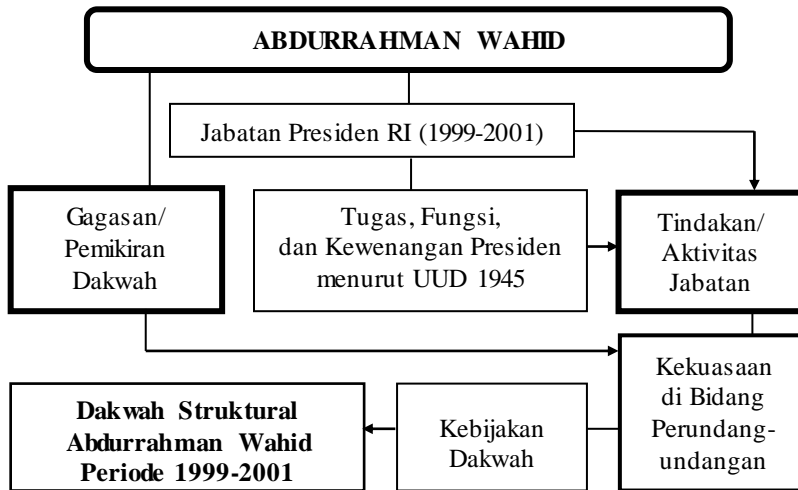 ABDURRAHMAN WAHID
Jabatan Presiden RI (1999-2001)
Gagasan/
Pemikiran
Dakwah
Tugas, Fungsi,
dan Kewenangan Presiden
menurut UUD 1945
Tindakan/
Aktivitas
Jabatan
Kekuasaan
di Bidang
Perundang-
undangan
Kebijakan
Dakwah
Dakwah Struktural
Abdurrahman Wahid
Periode 1999-2001